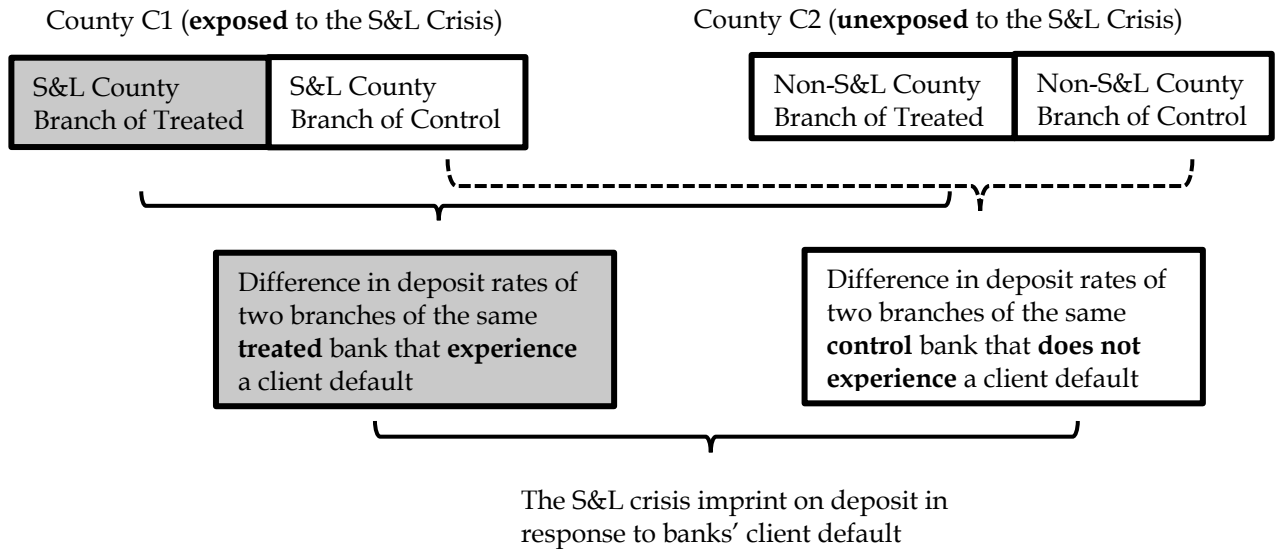 County C1 (exposed to the S&L Crisis)
County C2 (unexposed to the S&L Crisis)
S&L County
Branch of Treated
S&L County
Branch of Control
Non-S&L County
Branch of Treated
Non-S&L County
Branch of Control
Difference in deposit rates of
two branches of the same
treated bank that experience
a client default
Difference in deposit rates of
two branches of the same
control bank that does not
experience a client default
The S&L crisis imprint on deposit in
response to banks’ client default